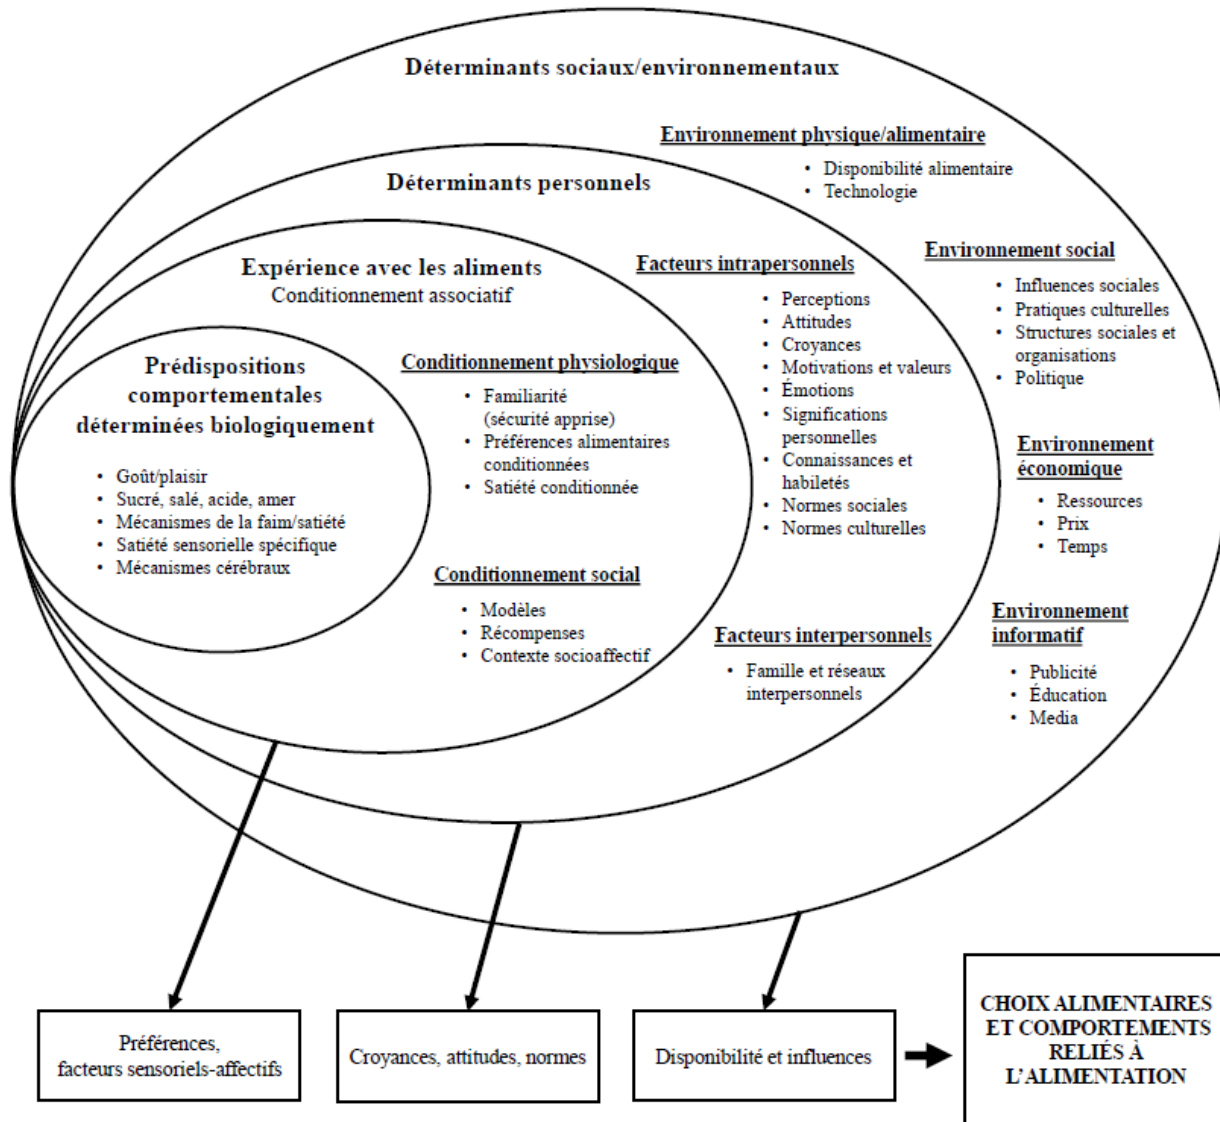 Déterminants sociaux/environnementaux
Environnement physique/alimentaire
• Disponibilité alimentaire
• Technologie
Environnement social
• Influences sociales
• Pratiques culturelles
• Structures sociales et
organisations
• Politique
Environnement
économique
• Ressources
• Prix
• Temps
Environnement
informatif
• Publicité
• Éducation
• Media
Déterminants personnels
Facteurs intrapersonnels
• Perceptions
• Attitudes
• Croyances
• Motivations et valeurs
• Émotions
• Significations
personnelles
• Connaissances et
habiletés
• Normes sociales
• Normes culturelles
Facteurs interpersonnels
• Famille et réseaux
interpersonnels
Expérience avec les aliments
Conditionnement associatif
Conditionnement physiologique
• Familiarité
(sécurité apprise)
• Préférences alimentaires
conditionnées
• Satiété conditionnée
Conditionnement social
• Modèles
• Récompenses
• Contexte socioaffectif
Prédispositions
comportementales
déterminées biologiquement
• Goût/plaisir
• Sucré, salé, acide, amer
• Mécanismes de la faim/satiété
• Satiété sensorielle spécifique
• Mécanismes cérébraux
Préférences,
facteurs sensoriels-affectifs
Croyances, attitudes, normes
Disponibilité et influences
CHOIX ALIMENTAIRES
ET COMPORTEMENTS
RELIÉS À
L’ALIMENTATION